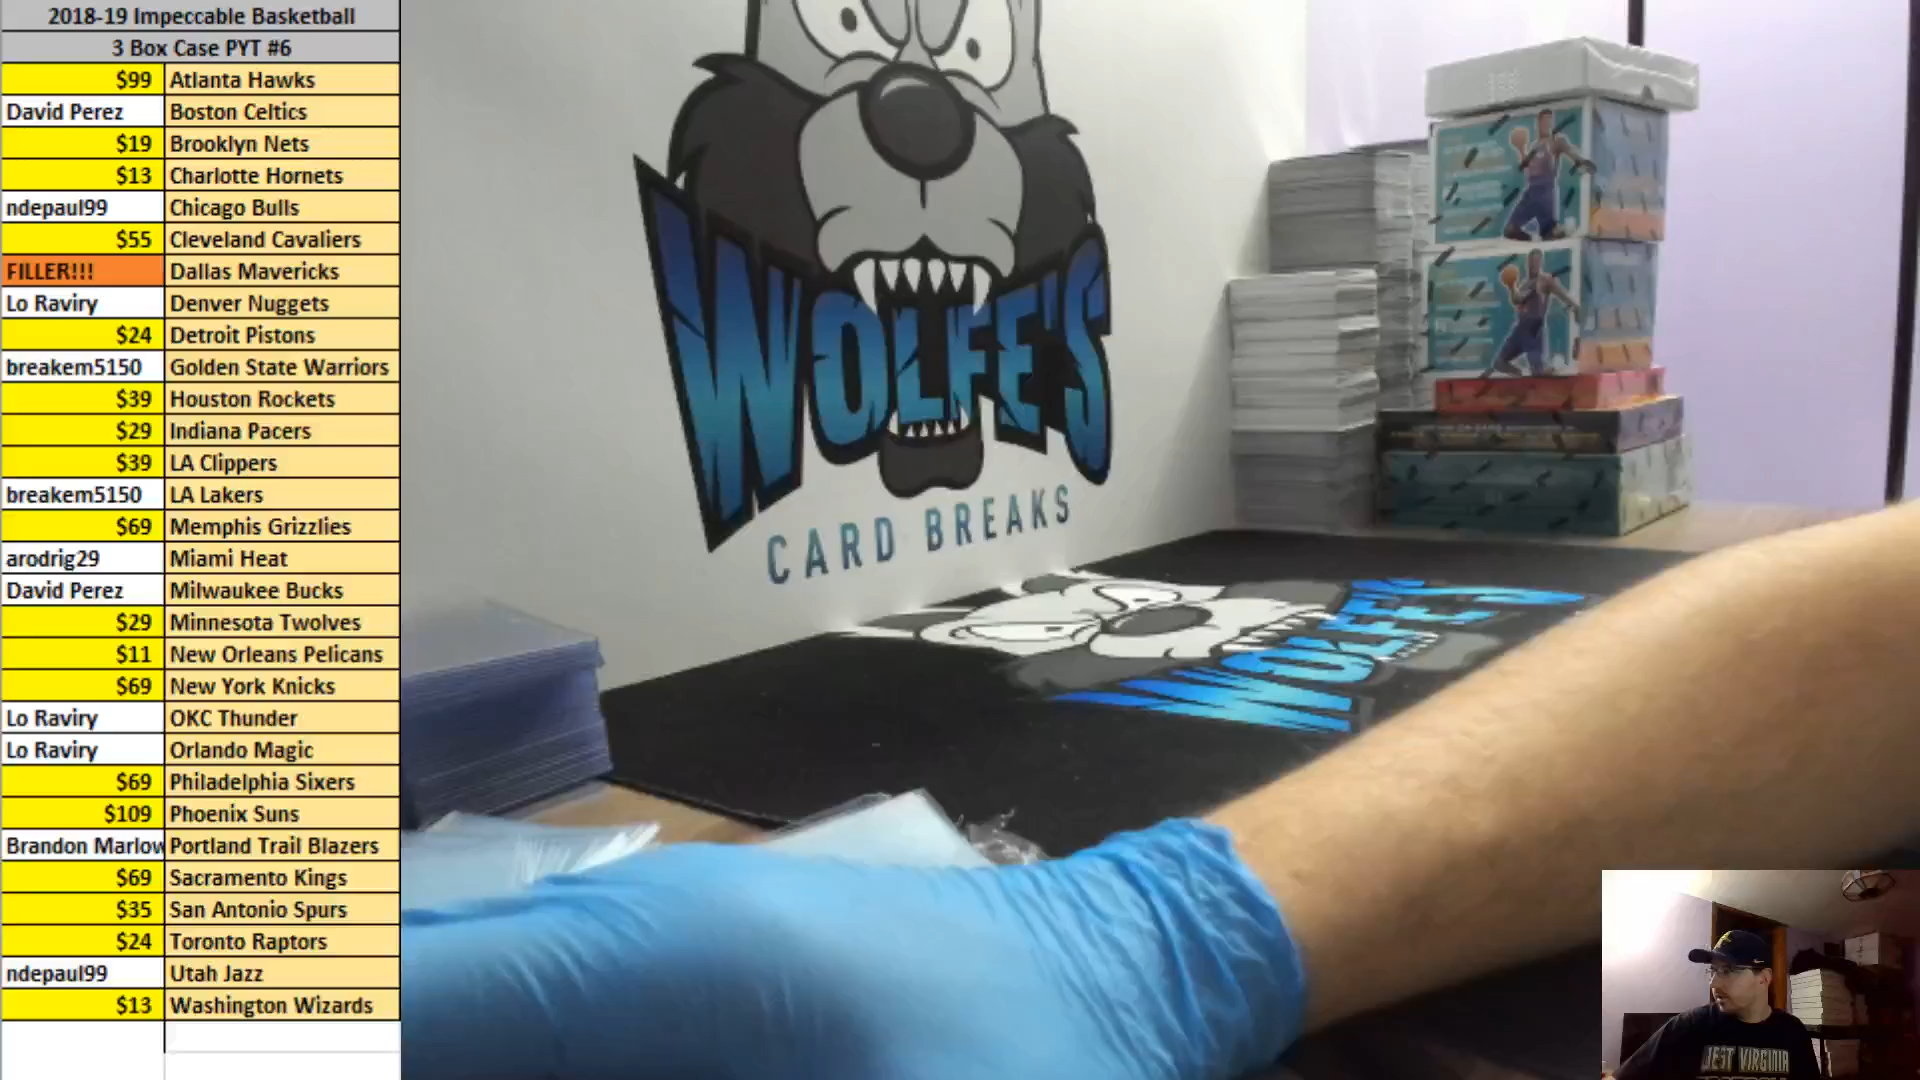 2018-19 Impeccable Basketball
3 Box Case PYT #6
$99 Atlanta Hawks
David Perez Boston Celtics
$19 Brooklyn Nets
$13 Charlotte Hornets
ndepaul99 Chicago Bulls
$55 Cleveland Cavaliers
FILLER!!! Dallas Mavericks
Lo Raviry Denver Nuggets
$24 Detroit Pistons
breakem5150 Golden State Warriors
$39 Houston Rockets
$29 Indiana Pacers
$39 LA Clippers
breakem5150 LA Lakers
$69 Memphis Grizzlies
arodrig29 Miami Heat
David Perez Milwaukee Bucks
$29 Minnesota Twolves
$11 New Orleans Pelicans
$69 New York Knicks
Lo Raviry OKC Thunder
Lo Raviry Orlando Magic
$69 Philadelphia Sixers
$109 Phoenix Suns
Brandon Marlow Portland Trail Blazers
$69 Sacramento Kings
$35 San Antonio Spurs
$24 Toronto Raptors
ndepaul99 Utah Jazz
$13 Washington Wizards
WOLFE'S
CARD BREAKS
WOLFE'S
VIRGINIA